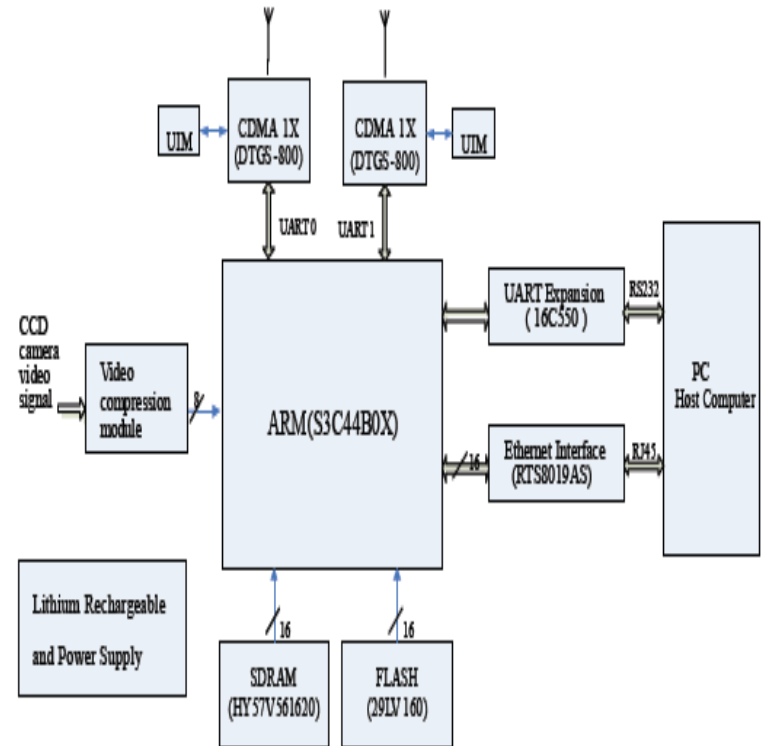 CDMA 1X
(DTGS-800)
UIM
CDMA 1X
(DTGS-800)
UIM
UART0
UART1
CCD
camera
video
signal
Video
compression
module
8
ARM(S3C44B0X)
UART Expansion
( 16C550 )
RS232
PC
Host Computer
Ethernet Interface
(RTS8019AS)
16
RJ45
Lithium Rechargeable
and Power Supply
16
16
SDRAM
(HY57V561620)
FLASH
(29LV160)